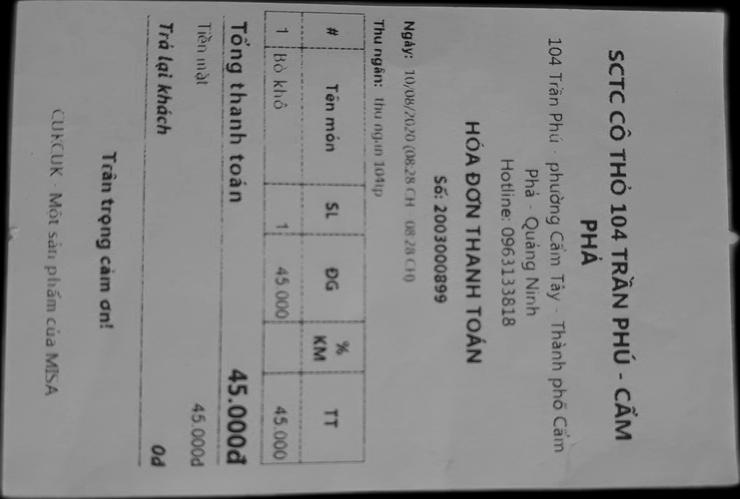 SCTC CÔ THỎ 104 TRẦN PHÚ - CẨM
PHẢ
104 Trần Phú - phường Cẩm Tây - Thành phố Cẩm
Phả - Quảng Ninh
Hotline: 0963133818
HÓA ĐƠN THANH TOÁN
Số: 2003000899
Ngày: 10/08/2020 (08:28 CH - 08:28 CH)
Thu ngân: thu ngan 104tp
# Tên món SL ĐG % KM TT
1 Bò khô 1 45.000 45.000
Tổng thanh toán 45.000đ
Tiền mặt 45.000đ
Trả lại khách 0đ
Trân trọng cảm ơn!
CUKCUK - Một sản phẩm của MISA